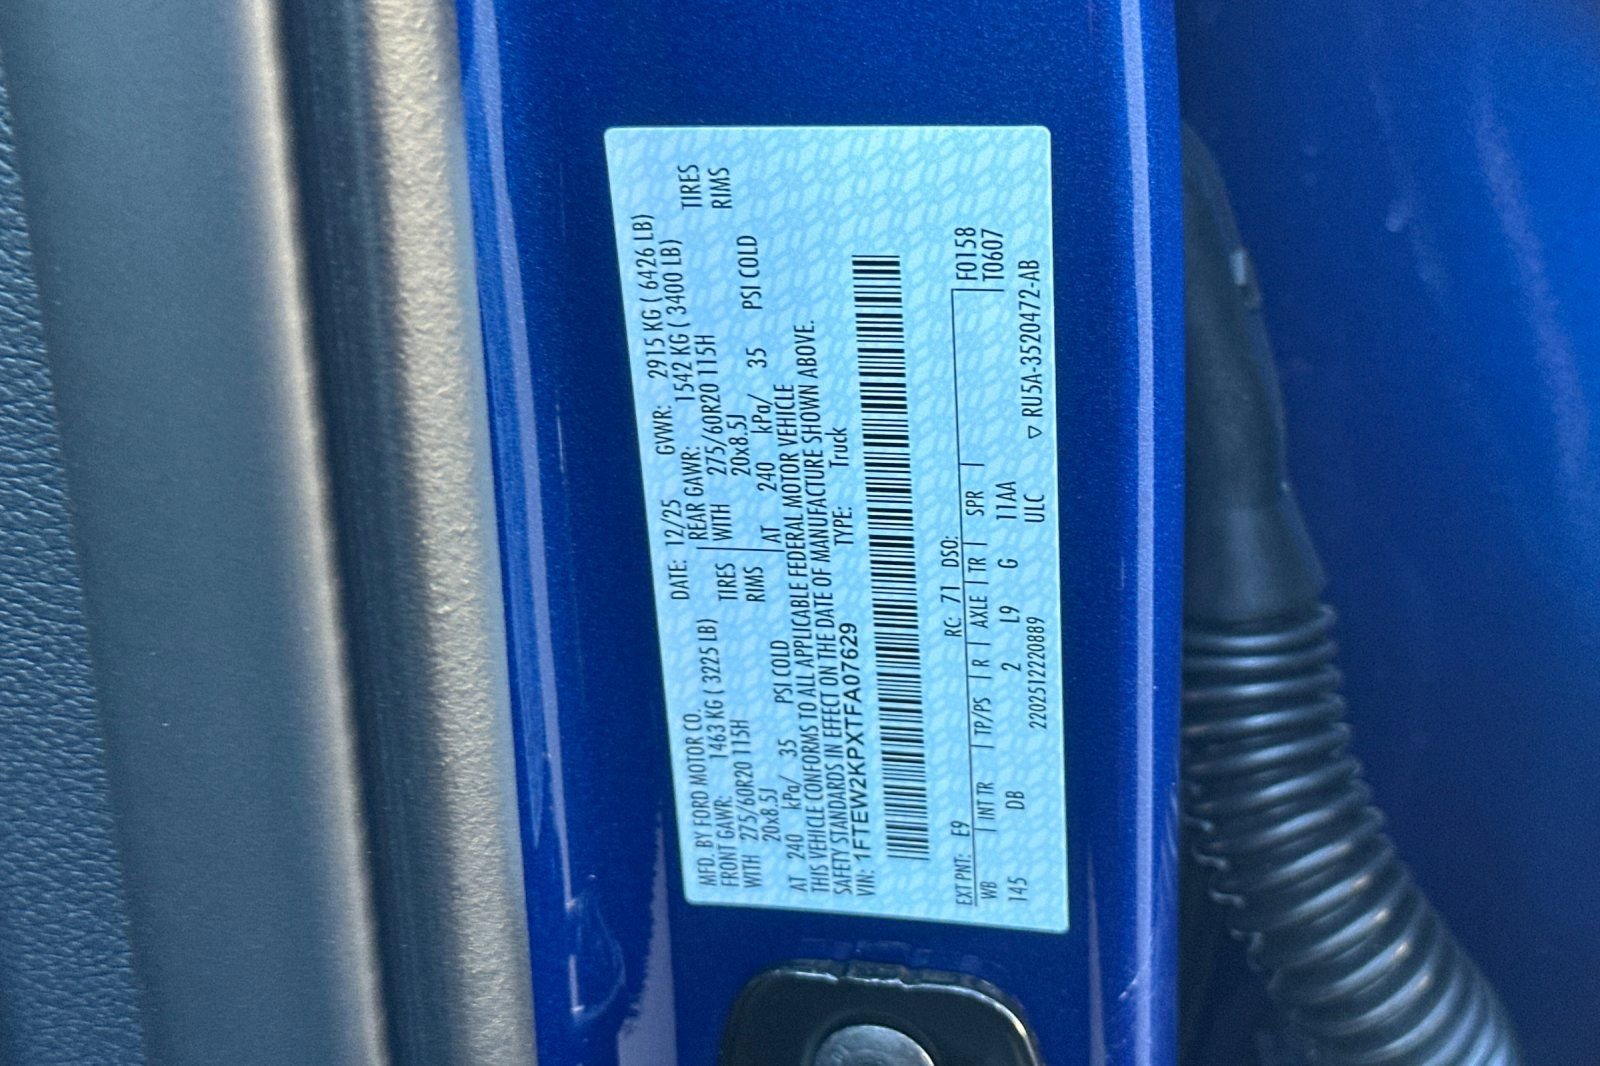 MFD. BY FORD MOTOR CO.
DATE: 12/25 GVWR: 2915 KG ( 6426 LB)
FRONT GAWR: 1463 KG ( 3225 LB) REAR GAWR: 1542 KG ( 3400 LB)
WITH 275/60R20 115H TIRES WITH 275/60R20 115H TIRES
20x8.5J RIMS 20x8.5J RIMS
AT 240 kPa/ 35 PSI COLD AT 240 kPa/ 35 PSI COLD
THIS VEHICLE CONFORMS TO ALL APPLICABLE FEDERAL MOTOR VEHICLE
SAFETY STANDARDS IN EFFECT ON THE DATE OF MANUFACTURE SHOWN ABOVE.
VIN: 1FTEW2KPXTFA07629 TYPE: Truck
F0158
EXT PNT: E9 RC: 71 DSO: T0607
WB INT TR TP/PS R AXLE TR SPR
145 DB 2 L9 G 11AA
2202512220889 ULC ▽ RU5A-3520472-AB